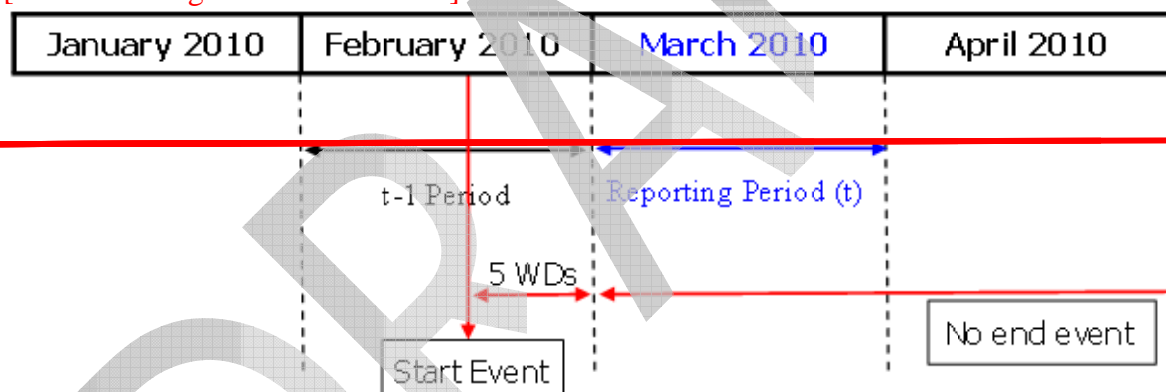 January 2010 February 2010 March 2010 April 2010
t-1 Period Reporting Period (t)
5 WDs
No end event
Start Event